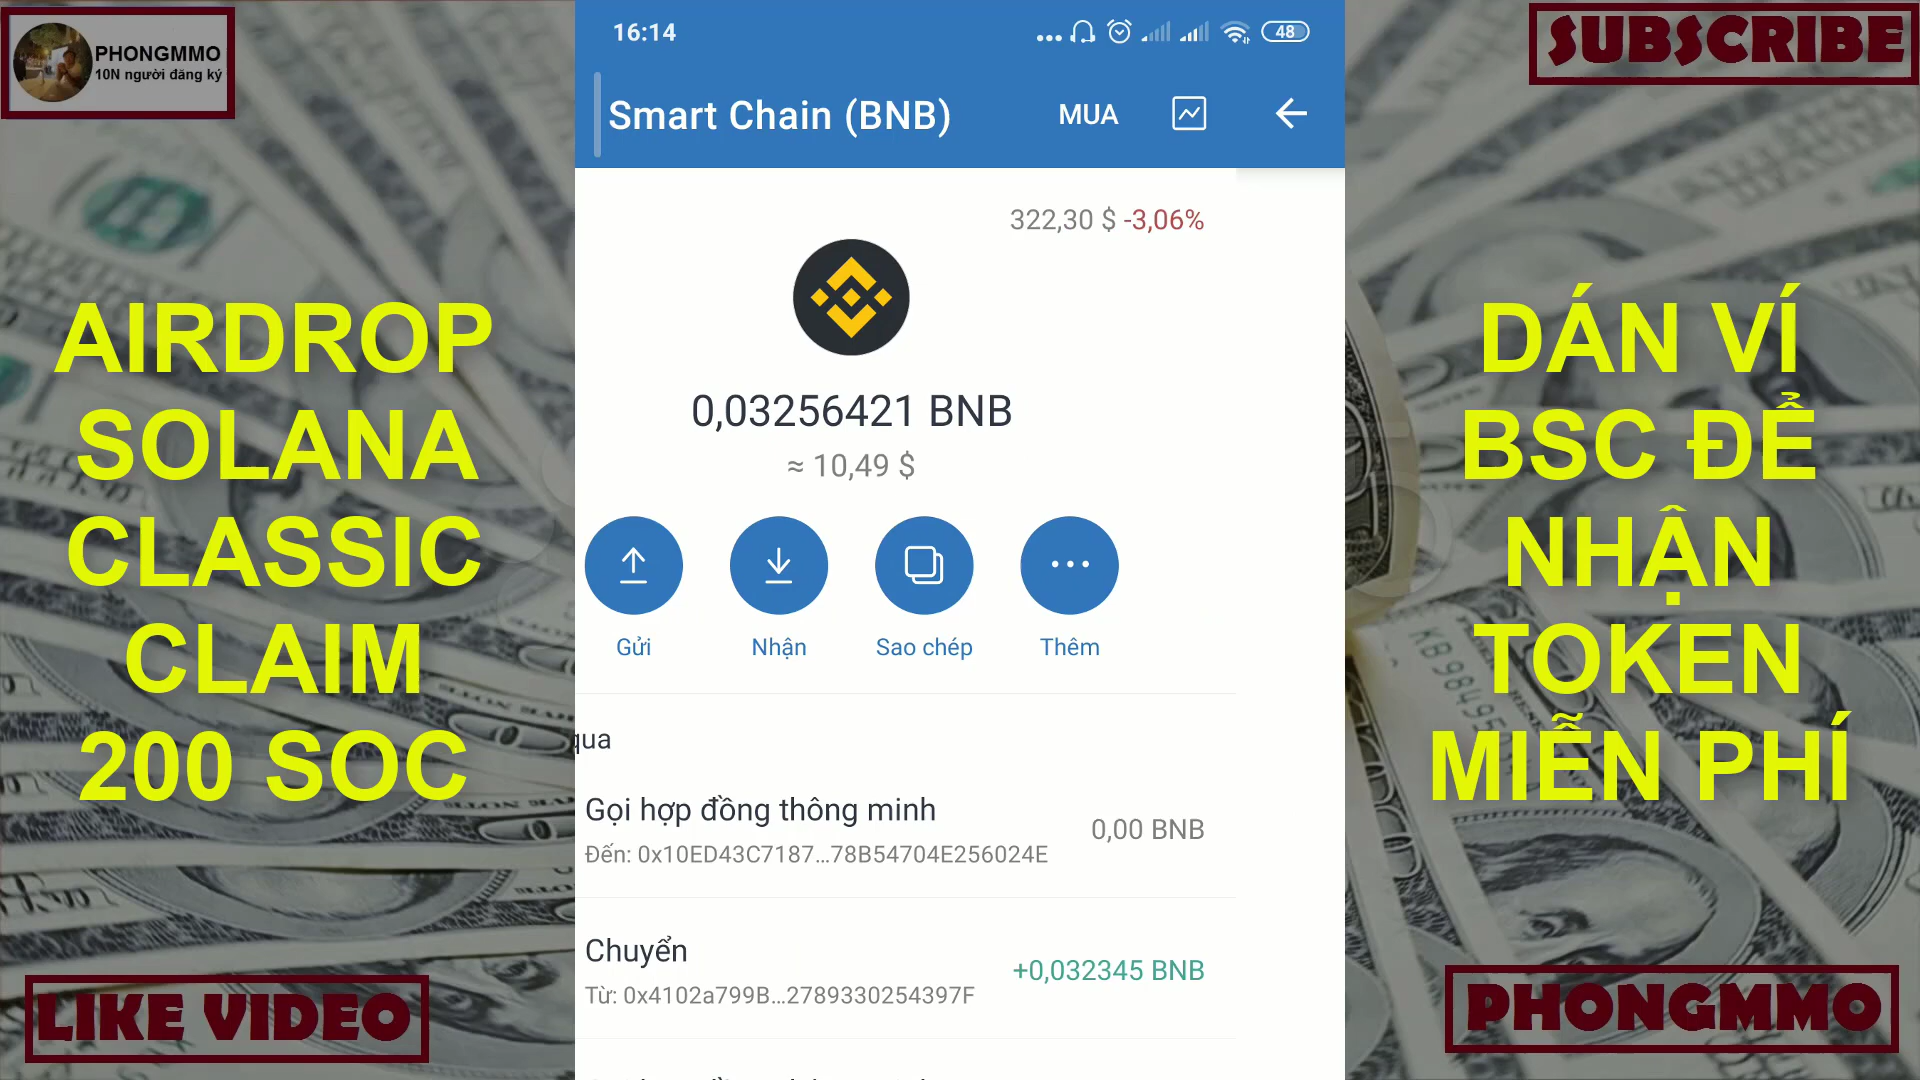 PHONGMMO
10N người đăng ký
AIRDROP
SOLANA
CLASSIC
CLAIM
200 SOC
LIKE VIDEO
16:14
48
Smart Chain (BNB)
MUA
322,30 $ -3,06%
0,03256421 BNB
≈ 10,49 $
Gửi
Nhận
Sao chép
Thêm
qua
Gọi hợp đồng thông minh
0,00 BNB
Đến: 0x10ED43C7187...78B54704E256024E
Chuyển
+0,032345 BNB
Từ: 0x4102a799B...2789330254397F
SUBSCRIBE
DÁN VÍ
BSC ĐỂ
NHẬN
TOKEN
MIỄN PHÍ
PHONGMMO